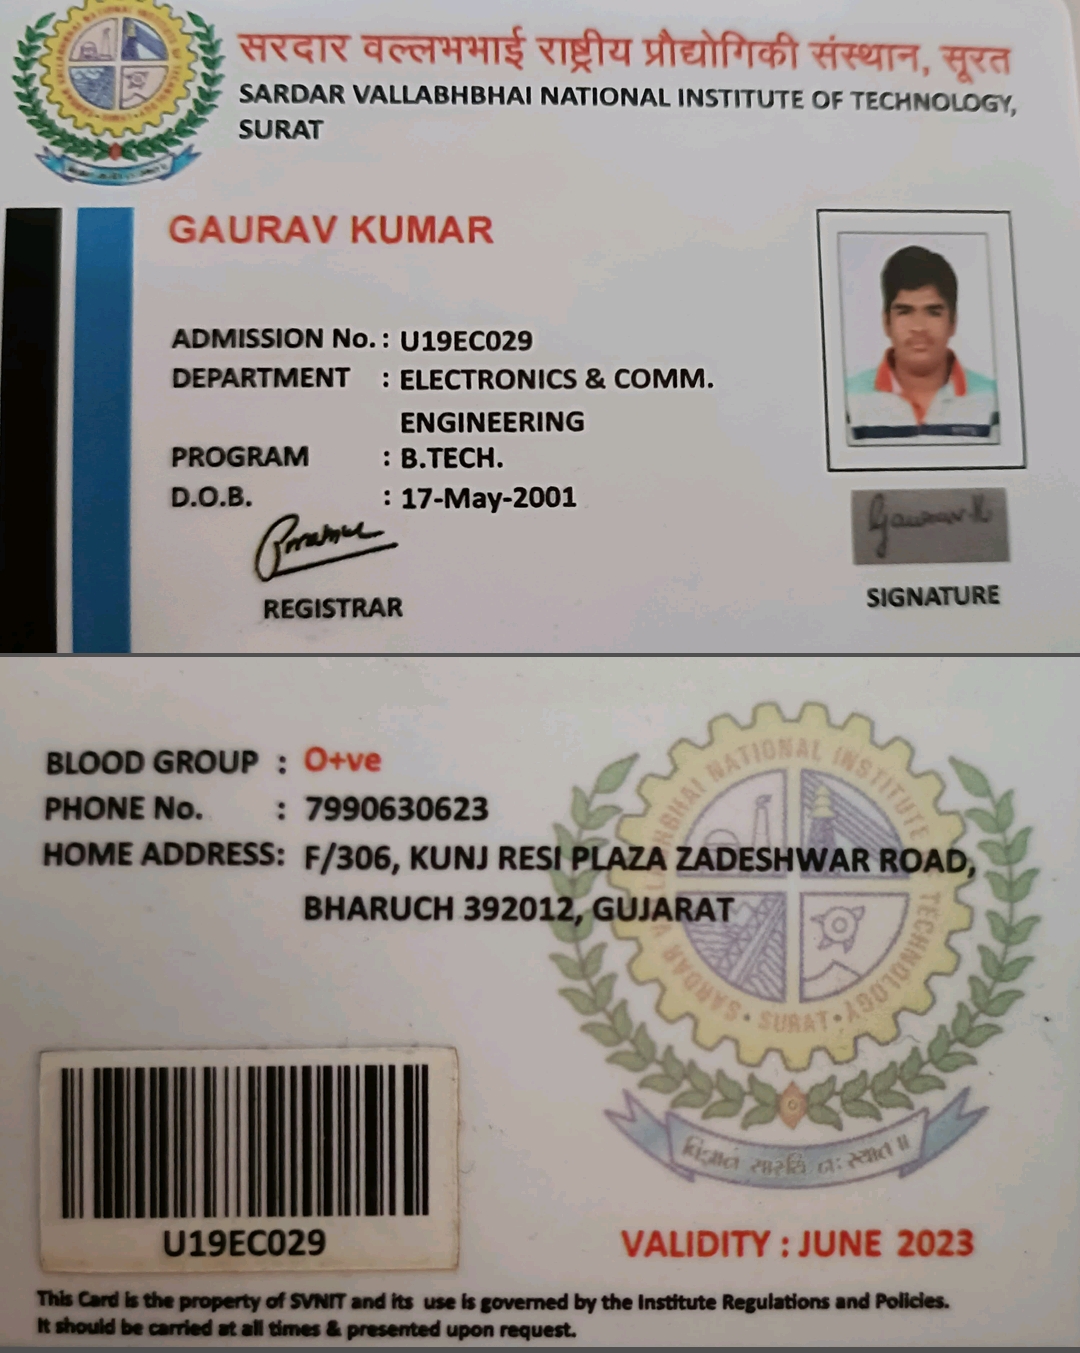 सरदार वल्लभभाई राष्ट्रीय प्रौद्योगिकी संस्थान, सूरत
SARDAR VALLABHBHAI NATIONAL INSTITUTE OF TECHNOLOGY,
SURAT
GAURAV KUMAR
ADMISSION No. : U19EC029
DEPARTMENT : ELECTRONICS & COMM.
ENGINEERING
PROGRAM : B.TECH.
D.O.B. : 17-May-2001
REGISTRAR
Gaurav K
SIGNATURE
BLOOD GROUP : O+ve
PHONE No. : 7990630623
HOME ADDRESS: F/306, KUNJ RESI PLAZA ZADESHWAR ROAD,
BHARUCH 392012, GUJARAT
SARDAR VALLABHBHAI NATIONAL INSTITUTE OF TECHNOLOGY
• SURAT •
U19EC029
VALIDITY : JUNE 2023
This Card is the property of SVNIT and its use is governed by the Institute Regulations and Policies.
It should be carried at all times & presented upon request.